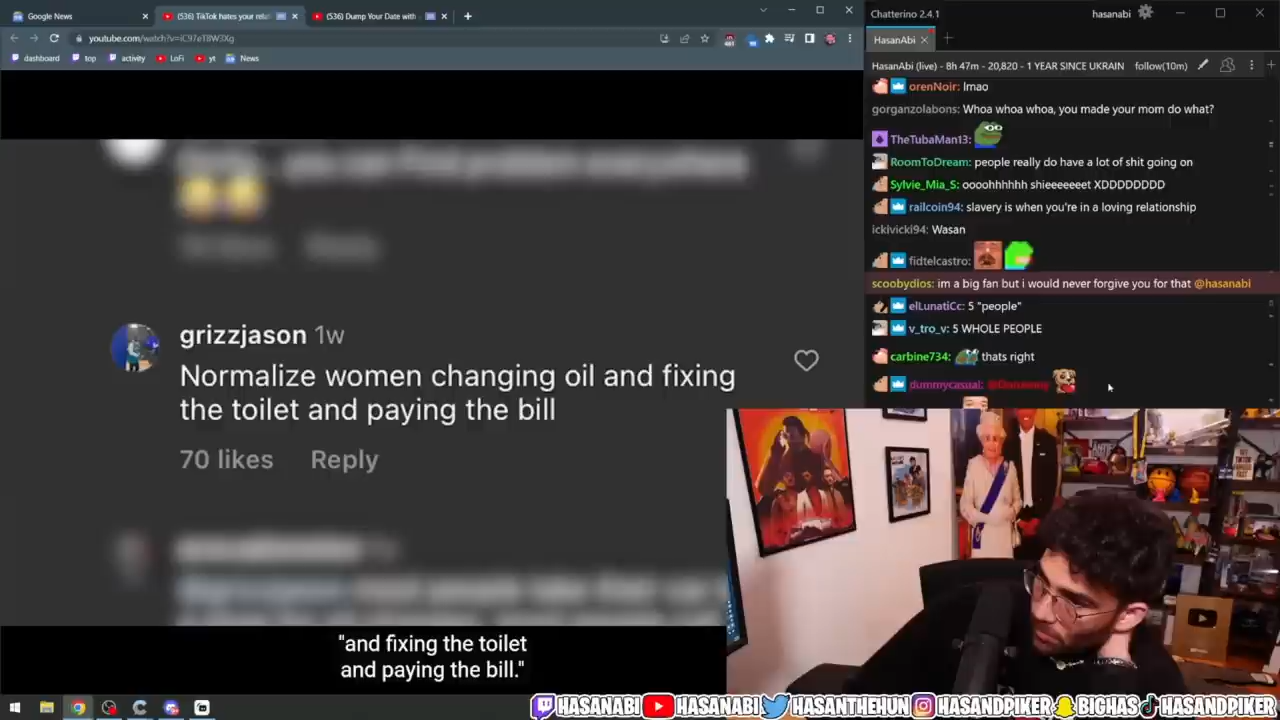 Google News
(536) TikTok hates your rela
(536) Dump Your Date with
youtube.com/watch?v=iC97eT8W3Xg
dashboard
top
activity
LoFi
yt
News
grizzjason 1w
Normalize women changing oil and fixing
the toilet and paying the bill
70 likes Reply
"and fixing the toilet
and paying the bill."
Chatterino 2.4.1
hasanabi
HasanAbi
HasanAbi (live) - 8h 47m - 20,820 - 1 YEAR SINCE UKRAIN follow(10m)
orenNoir: lmao
gorganzolabons: Whoa whoa whoa, you made your mom do what?
TheTubaMan13:
RoomToDream: people really do have a lot of shit going on
Sylvie_Mia_S: oooohhhhhh shieeeeeeet XDDDDDDDD
railcoin94: slavery is when you're in a loving relationship
ickivicki94: Wasan
fidtelcastro:
scoobydios: im a big fan but i would never forgive you for that @hasanabi
elLunatiCc: 5 "people"
v_tro_v: 5 WHOLE PEOPLE
carbine734: thats right
dummycasual:
HASANABI HASANABI HASANTHEHUN HASANDPIKER BIGHAS HASANDPIKER